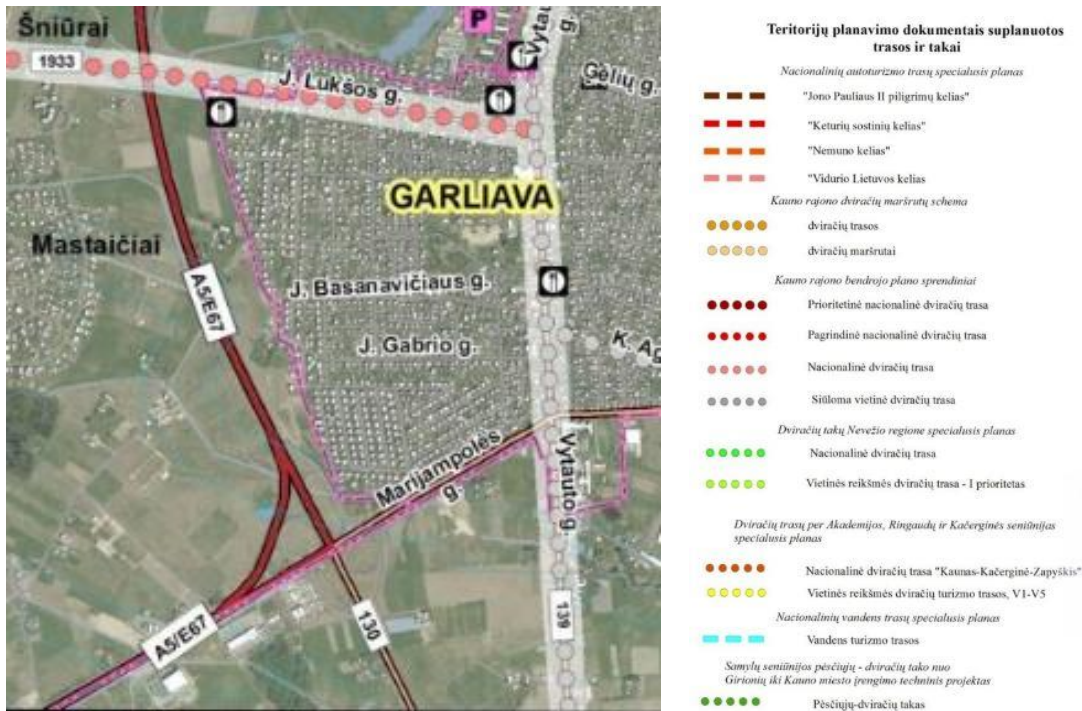 Šniūrai
1933
J. Lukšos g.
P
Vytau
g.
Gėlių g.
GARLIAVA
Mastaičiai
A5/E67
J. Basanavičiaus g.
J. Gabrio g.
K. Ag
Marijampolės
g.
Vytauto g.
A5/E67
130
139
Teritorijų planavimo dokumentais suplanuotos
trasos ir takai
Nacionalinių autoturizmo trasų specialusis planas
"Jono Pauliaus II piligrimų kelias"
"Keturių sostinių kelias"
"Nemuno kelias"
"Vidurio Lietuvos kelias
Kauno rajono dviračių maršrutų schema
dviračių trasos
dviračių maršrutai
Kauno rajono bendrojo plano sprendiniai
Prioritetinė nacionalinė dviračių trasa
Pagrindinė nacionalinė dviračių trasa
Nacionalinė dviračių trasa
Siūloma vietinė dviračių trasa
Dviračių takų Nevėžio regione specialusis planas
Nacionalinė dviračių trasa
Vietinės reikšmės dviračių trasa - I prioritetas
Dviračių trasų per Akademijos, Ringaudų ir Kačerginės seniūnijas
specialusis planas
Nacionalinė dviračių trasa "Kaunas-Kačerginė-Zapyškis"
Vietinės reikšmės dviračių turizmo trasos, V1-V5
Nacionalinių vandens trasų specialusis planas
Vandens turizmo trasos
Samylų seniūnijos pėsčiųjų - dviračių tako nuo
Girionių iki Kauno miesto įrengimo techninis projektas
Pėsčiųjų-dviračių takas